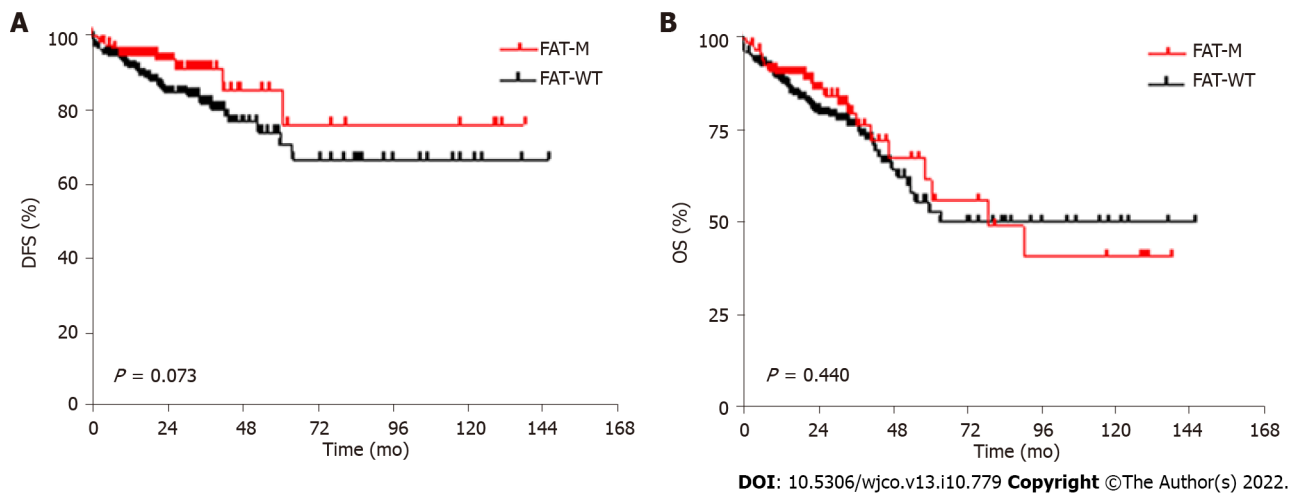 A
100
80
60
40
20
0
DFS (%)
FAT-M
FAT-WT
P = 0.073
0 24 48 72 96 120 144 168
Time (mo)
B
100
75
50
25
0
OS (%)
FAT-M
FAT-WT
P = 0.440
0 24 48 72 96 120 144 168
Time (mo)
DOI: 10.5306/wjco.v13.i10.779 Copyright ©The Author(s) 2022.